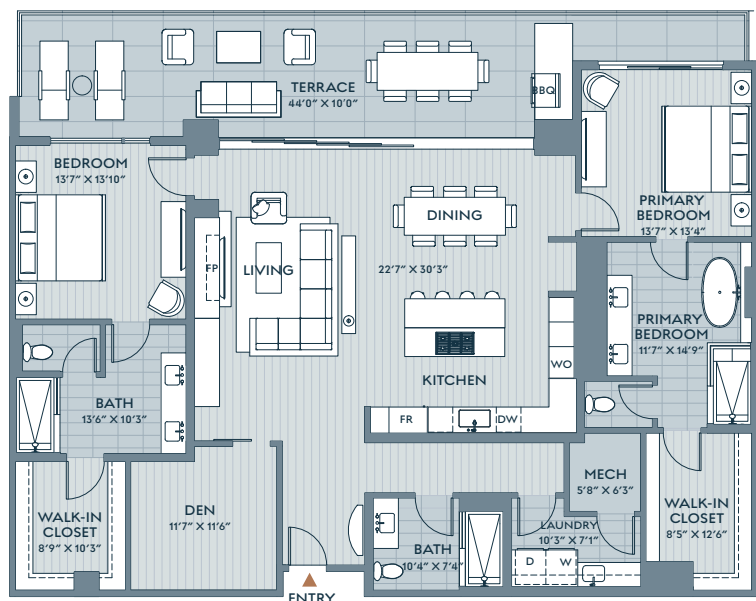 TERRACE
44'0" X 10'0"
BBQ
BEDROOM
13'7" X 13'10"
PRIMARY
BEDROOM
13'7" X 13'4"
DINING
LIVING
FP
22'7" X 30'3"
PRIMARY
BEDROOM
11'7" X 14'9"
WO
KITCHEN
BATH
13'6" X 10'3"
FR
DW
MECH
5'8" X 6'3"
WALK-IN
CLOSET
8'9" X 10'3"
DEN
11'7" X 11'6"
WALK-IN
CLOSET
8'5" X 12'6"
LAUNDRY
10'3" X 7'1"
BATH
10'4" X 7'4"
D
W
ENTRY